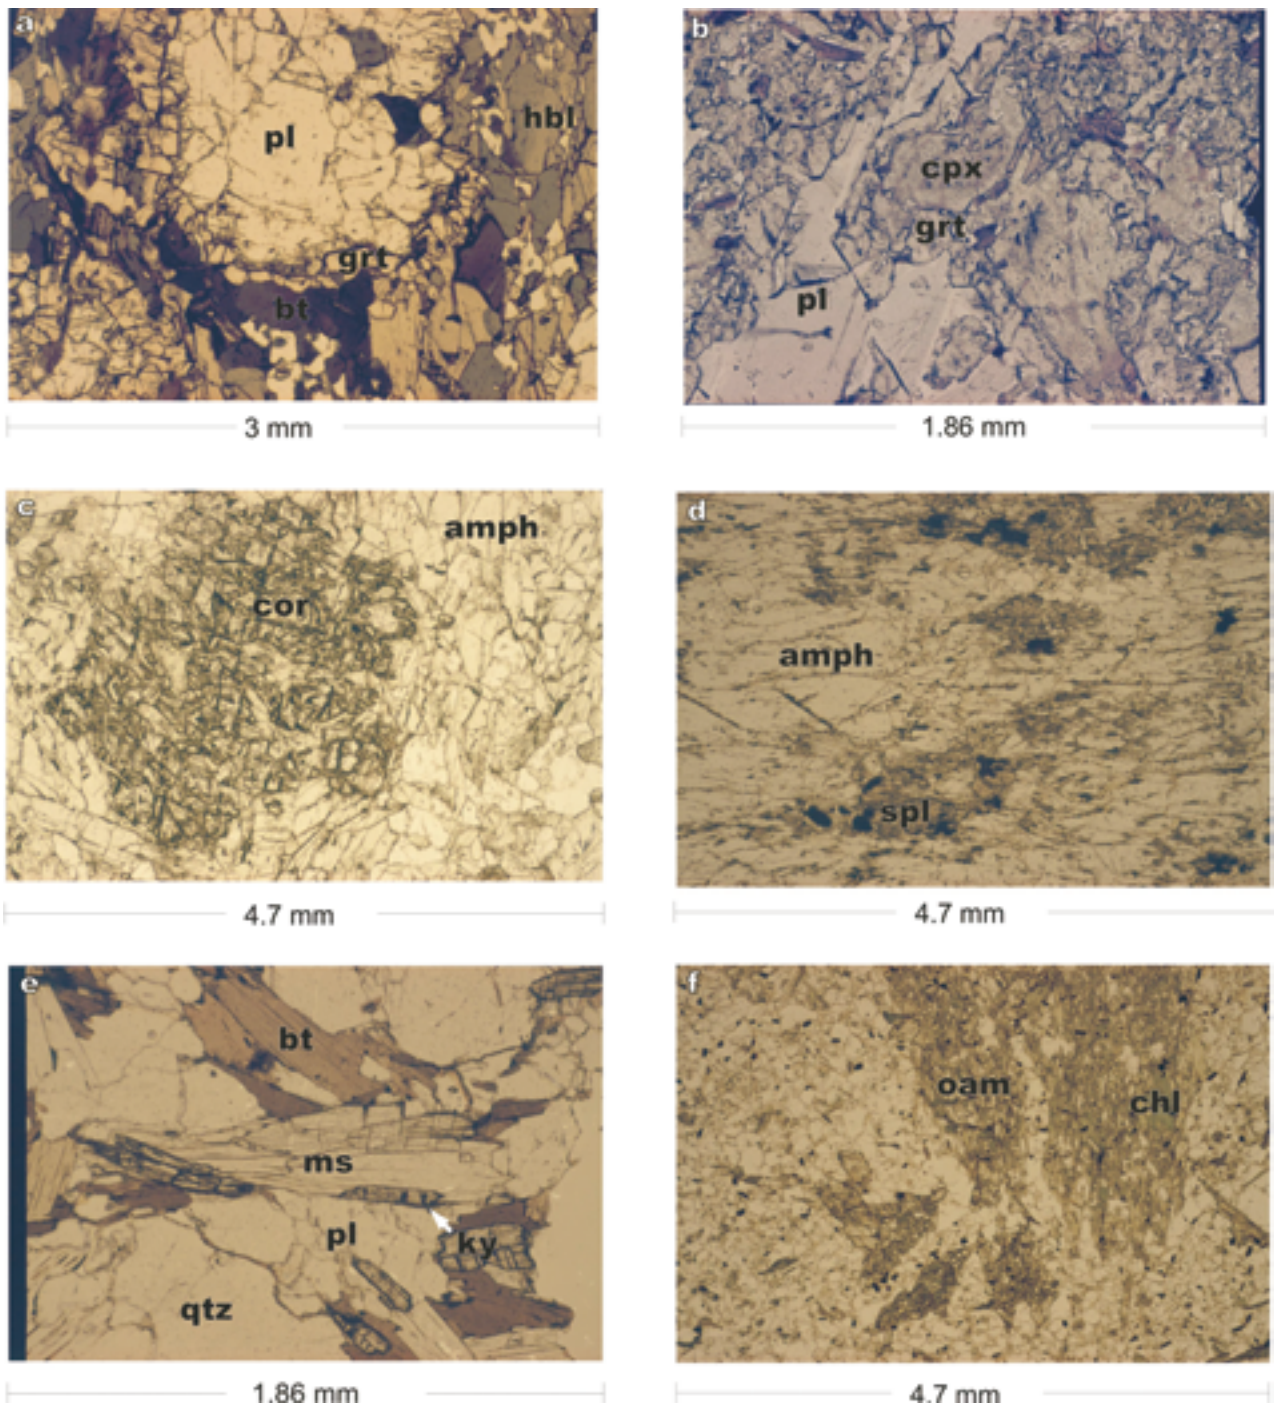 a
pl
hbl
grt
bt
3 mm
b
cpx
grt
pl
1.86 mm
c
amph
cor
4.7 mm
d
amph
spl
4.7 mm
e
bt
ms
pl
ky
qtz
1.86 mm
f
oam
chl
4.7 mm